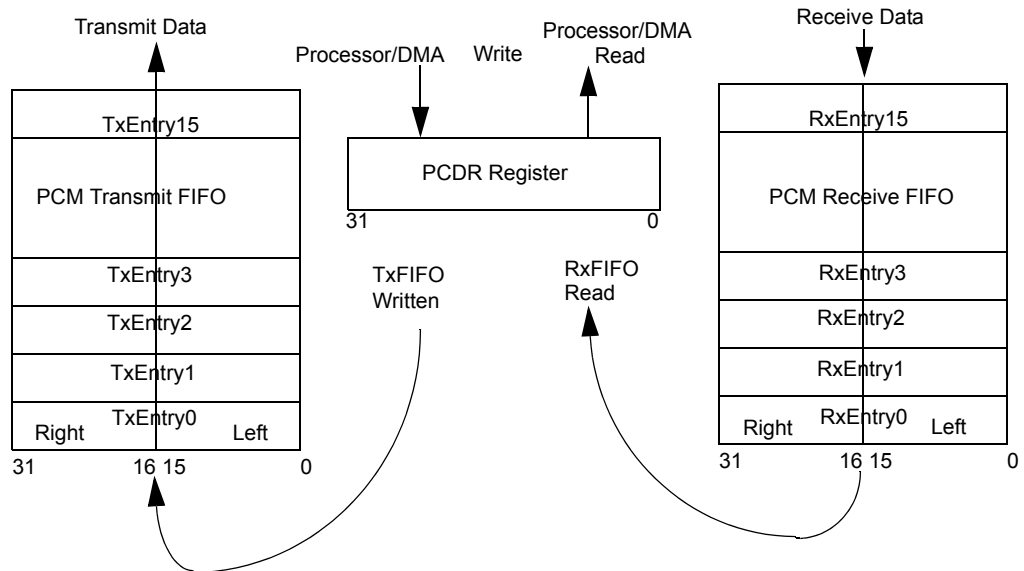 Transmit Data
Processor/DMA Write
Processor/DMA
Read
Receive Data
TxEntry15
PCM Transmit FIFO
TxEntry3
TxEntry2
TxEntry1
TxEntry0
Right Left
31 16 15 0
PCDR Register
31 0
TxFIFO
Written
RxFIFO
Read
RxEntry15
PCM Receive FIFO
RxEntry3
RxEntry2
RxEntry1
RxEntry0
Right Left
31 16 15 0